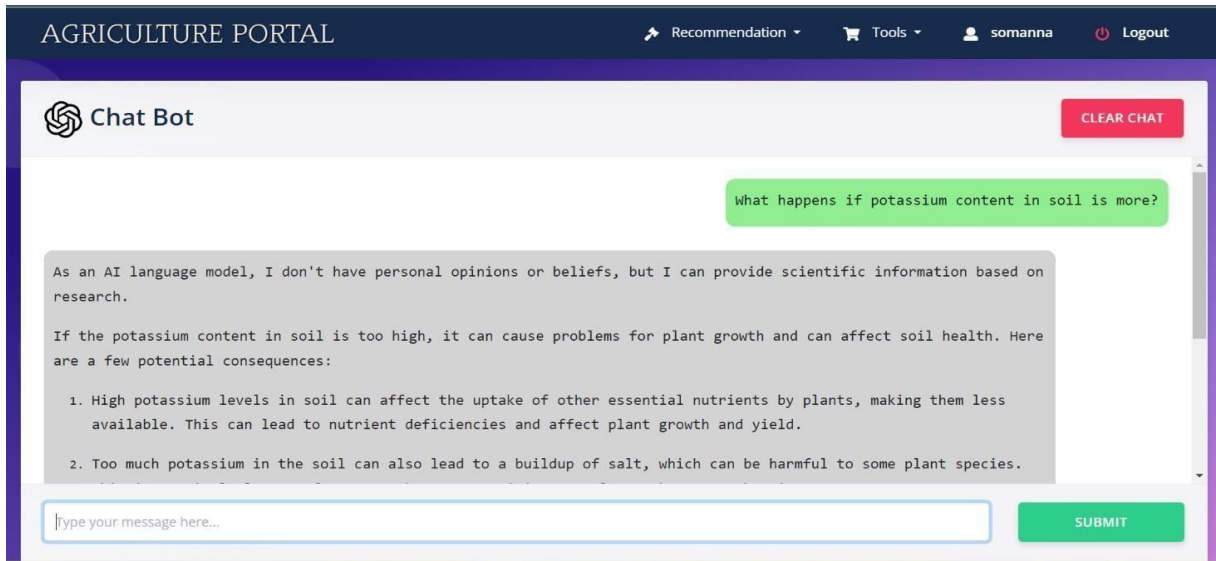 AGRICULTURE PORTAL
Recommendation
Tools
somanna
Logout
Chat Bot
CLEAR CHAT
What happens if potassium content in soil is more?
As an AI language model, I don't have personal opinions or beliefs, but I can provide scientific information based on
research.
If the potassium content in soil is too high, it can cause problems for plant growth and can affect soil health. Here
are a few potential consequences:
1. High potassium levels in soil can affect the uptake of other essential nutrients by plants, making them less
available. This can lead to nutrient deficiencies and affect plant growth and yield.
2. Too much potassium in the soil can also lead to a buildup of salt, which can be harmful to some plant species.
Type your message here...
SUBMIT